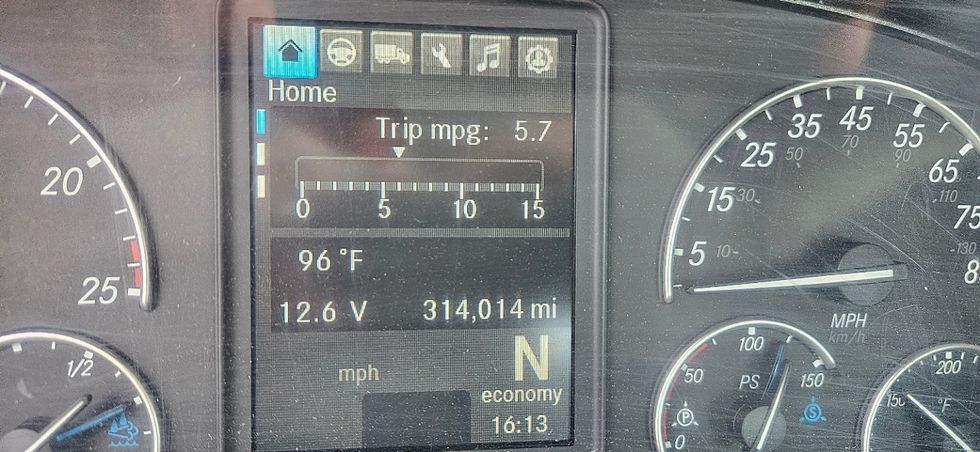 Home
Trip mpg: 5.7
0 5 10 15
96 °F
12.6 V 314,014 mi
mph
N
economy
16:13
20
25
1/2
5 15 25 35 45 55 65 75
10 30 50 70 90 110 130
MPH
km/h
0 50 100 150
PS
P
S
150 200
°F